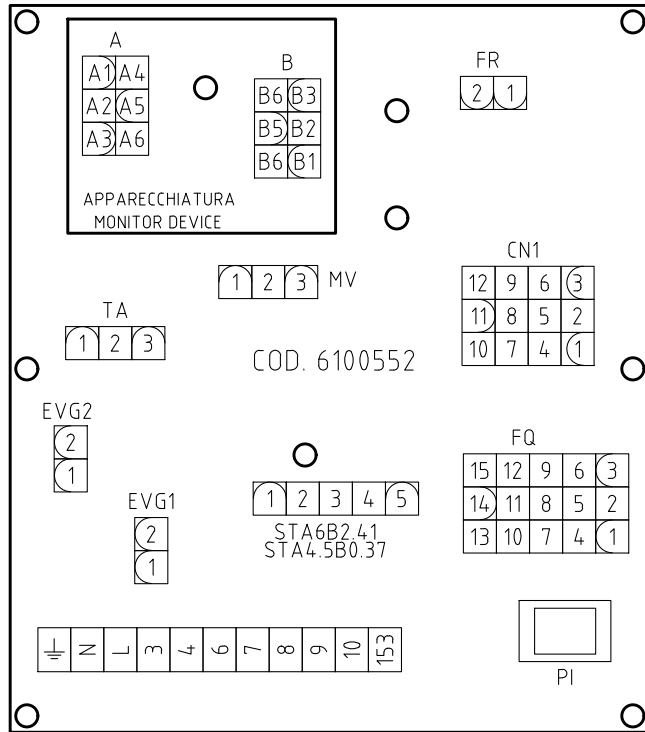 A
B
FR
A1 A4
A2 A5
A3 A6
B6 B3
B5 B2
B6 B1
2 1
APPARECCHIATURA
MONITOR DEVICE
CN1
12 9 6 3
11 8 5 2
10 7 4 1
1 2 3 MV
TA
1 2 3
COD. 6100552
EVG2
2
1
FQ
15 12 9 6 3
14 11 8 5 2
13 10 7 4 1
1 2 3 4 5
STA6B2.41
STA4.5B0.37
EVG1
2
1
N L 3 4 6 7 8 9 10 153
PI